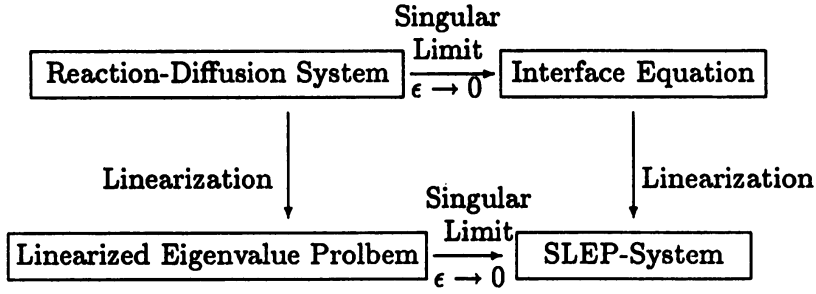 Singular
Limit
Reaction-Diffusion System
Interface Equation
ϵ → 0
Linearization
Linearization
Singular
Limit
Linearized Eigenvalue Prolbem
SLEP-System
ϵ → 0